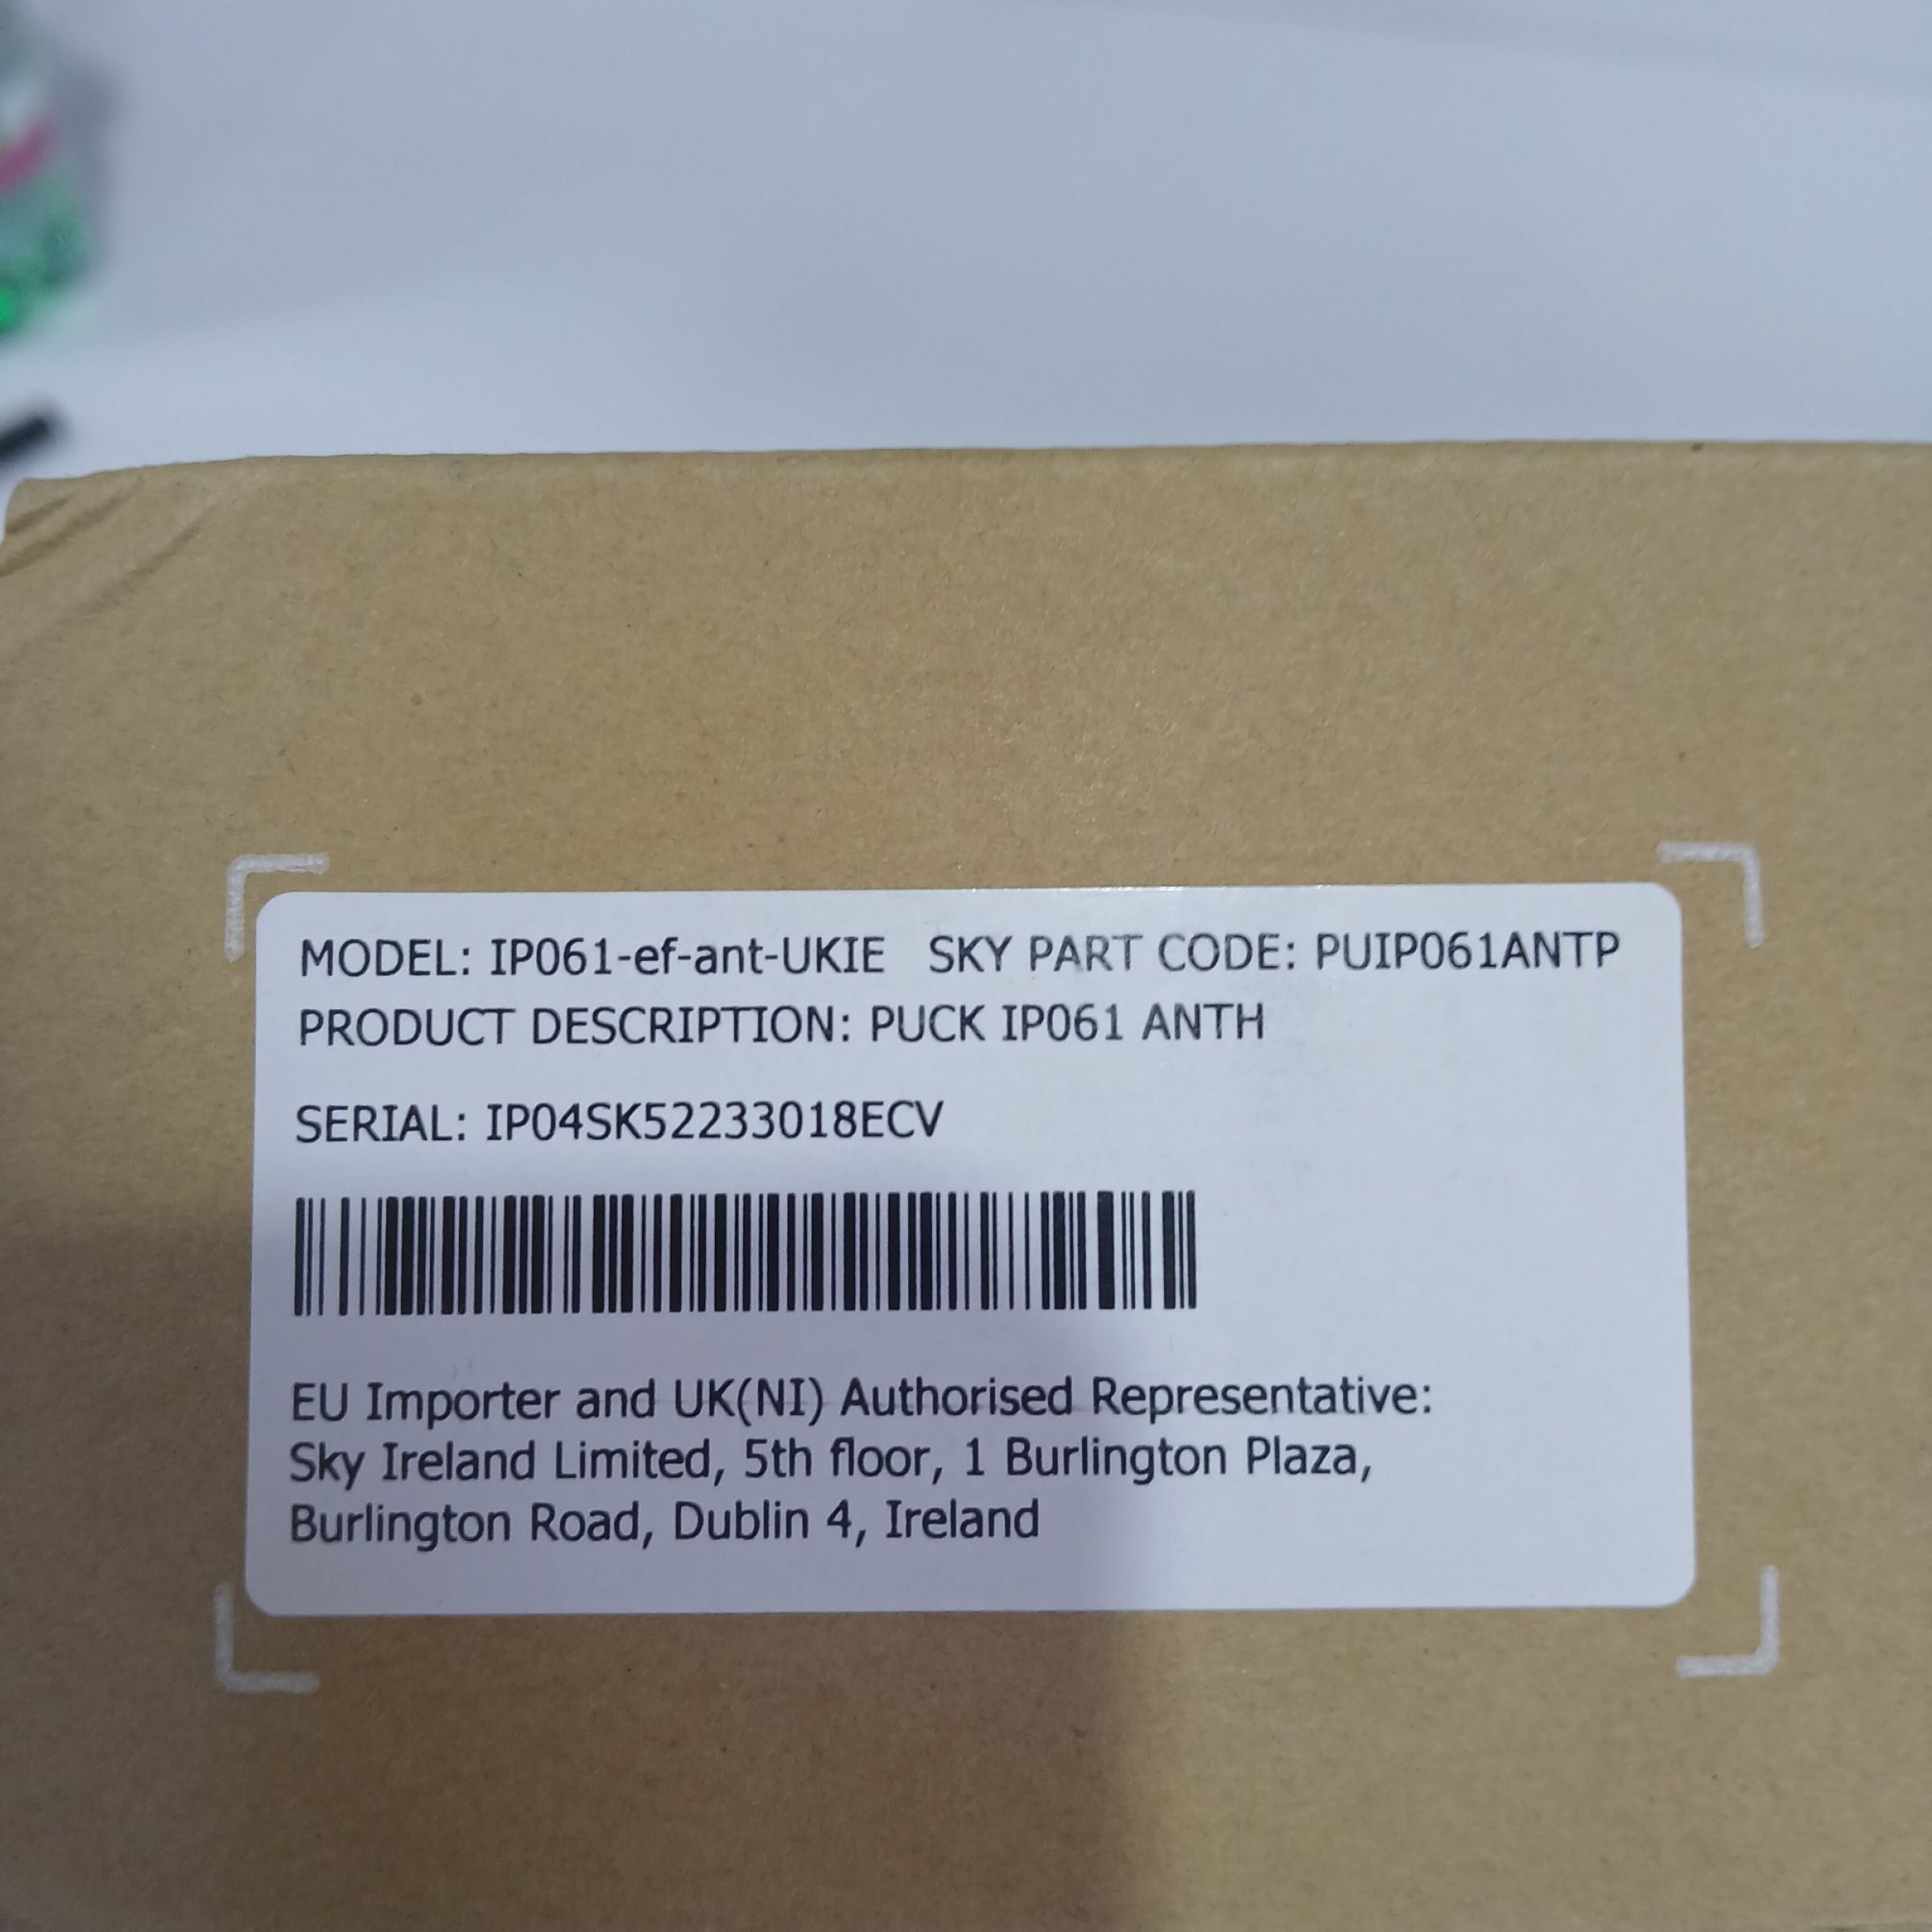 MODEL: IP061-ef-ant-UKIE SKY PART CODE: PUIP061ANTP
PRODUCT DESCRIPTION: PUCK IP061 ANTH
SERIAL: IP04SK52233018ECV
EU Importer and UK(NI) Authorised Representative:
Sky Ireland Limited, 5th floor, 1 Burlington Plaza,
Burlington Road, Dublin 4, Ireland